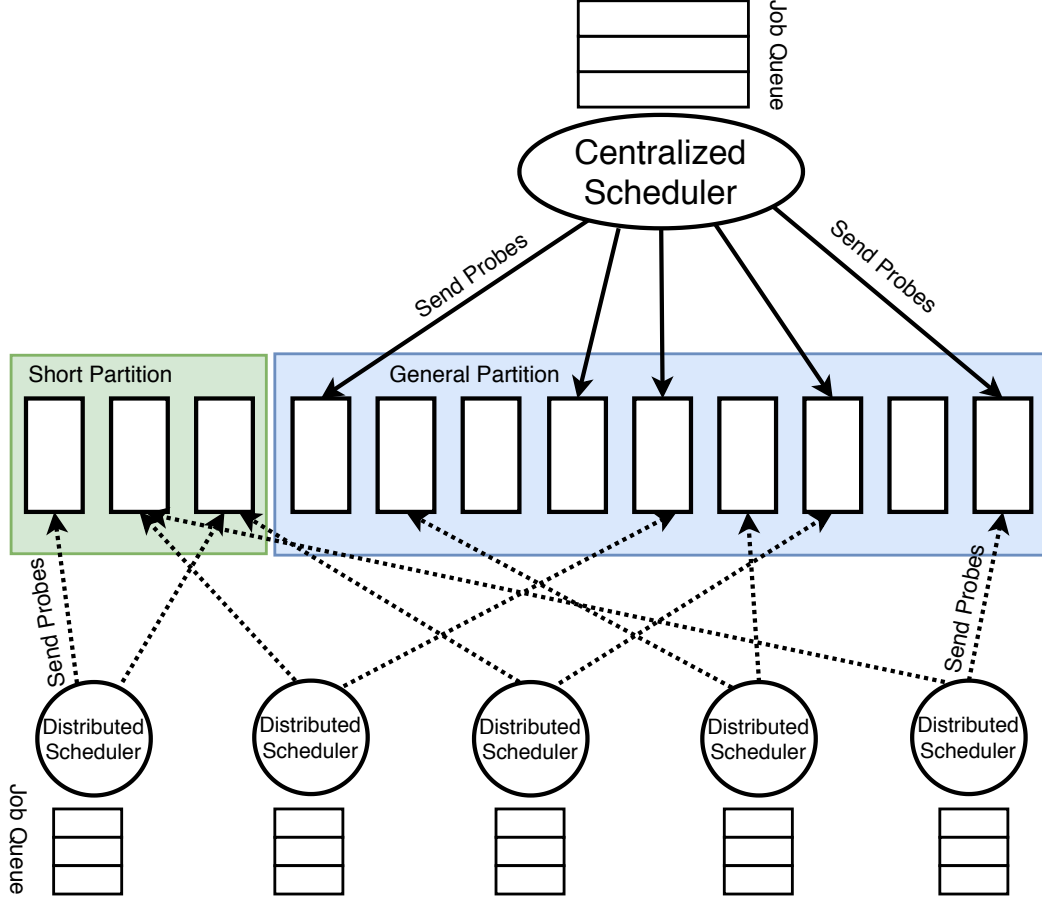 Job Queue
Centralized
Scheduler
Send Probes
Send Probes
Short Partition
General Partition
Send Probes
Send Probes
Distributed
Scheduler
Distributed
Scheduler
Distributed
Scheduler
Distributed
Scheduler
Distributed
Scheduler
Job Queue